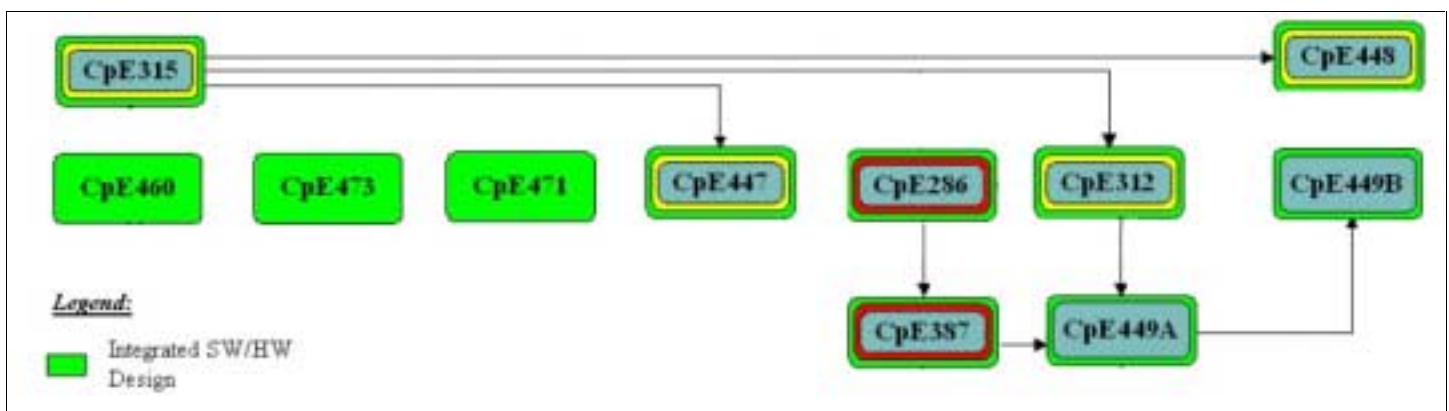 CpE315
CpE448
CpE460
CpE473
CpE471
CpE447
CpE286
CpE312
CpE449B
CpE387
CpE449A
Legend:
Integrated SW/HW
Design